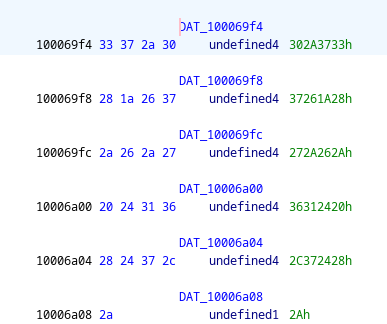 DAT_100069f4
100069f4 33 37 2a 30 undefined4 302A3733h
DAT_100069f8
100069f8 28 1a 26 37 undefined4 37261A28h
DAT_100069fc
100069fc 2a 26 2a 27 undefined4 272A262Ah
DAT_10006a00
10006a00 20 24 31 36 undefined4 36312420h
DAT_10006a04
10006a04 28 24 37 2c undefined4 2C372428h
DAT_10006a08
10006a08 2a undefined1 2Ah